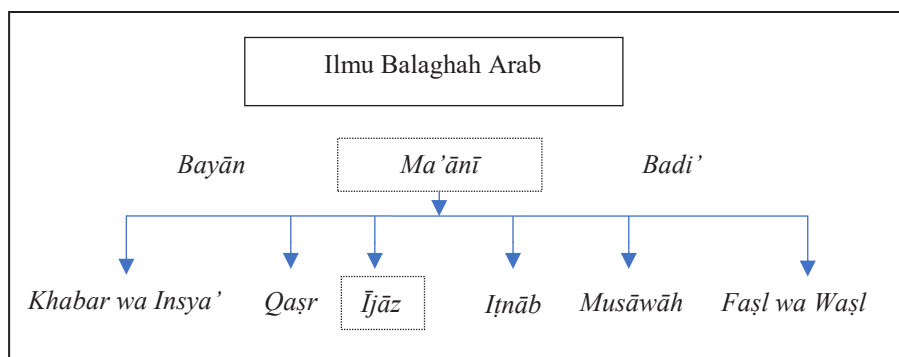 Ilmu Balaghah Arab
Bayān Ma’ānī Badi’
Khabar wa Insya’ Qaṣr Ījāz Iṭnāb Musāwāh Faṣl wa Waṣl